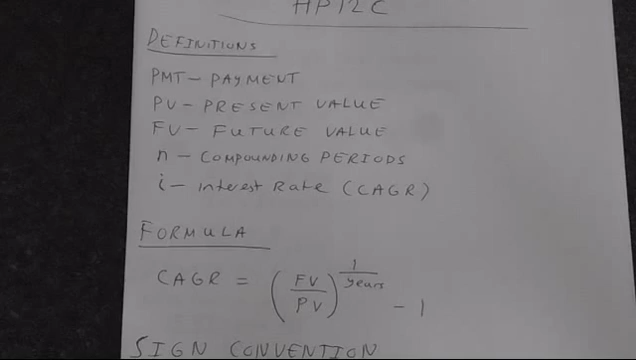 HP12C
DEFINITIONS
PMT - PAYMENT
PV - PRESENT VALUE
FV - FUTURE VALUE
n - COMPOUNDING PERIODS
i - interest Rate (CAGR)
FORMULA
CAGR = (FV/PV)^(1/years) - 1
SIGN CONVENTION